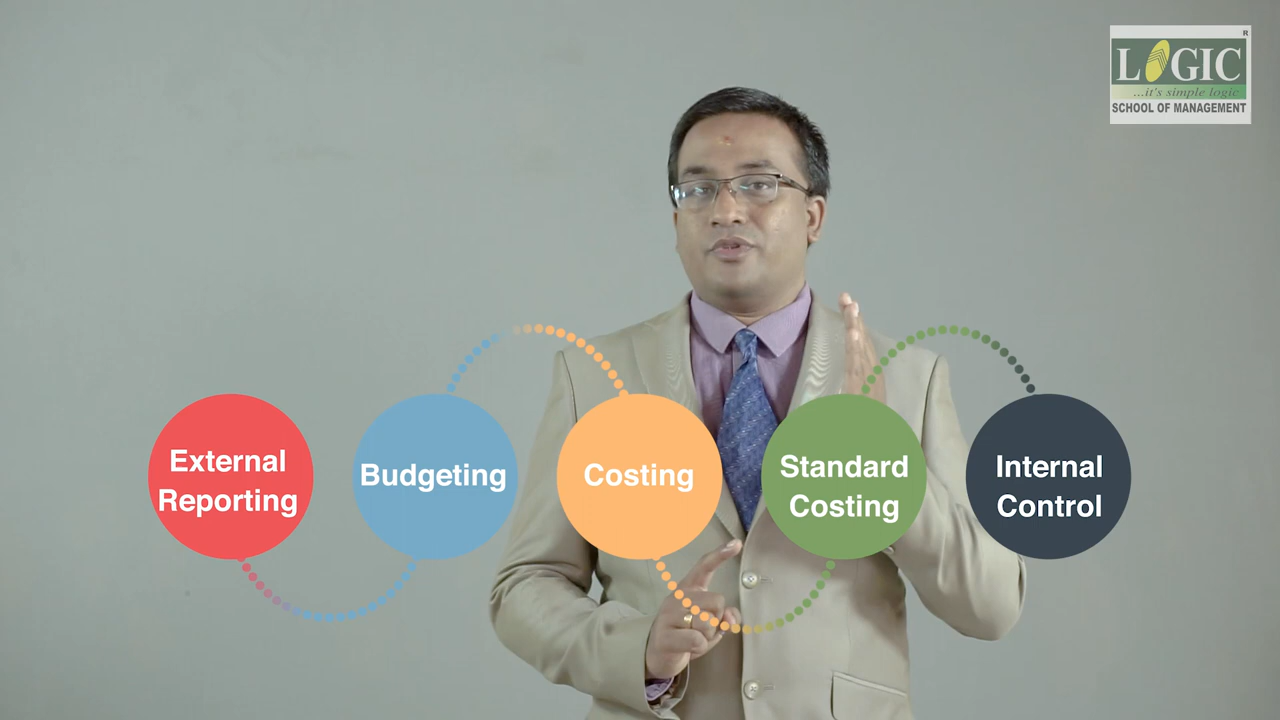 LOGIC
R
...it's simple logic
SCHOOL OF MANAGEMENT
External
Reporting
Budgeting
Costing
Standard
Costing
Internal
Control